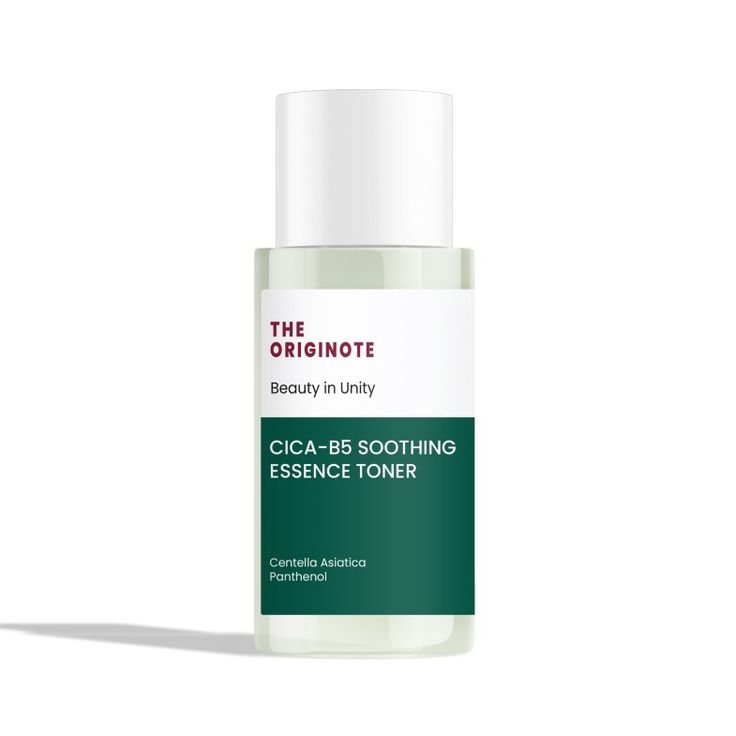 THE
ORIGINOTE
Beauty in Unity
CICA-B5 SOOTHING
ESSENCE TONER
Centella Asiatica
Panthenol